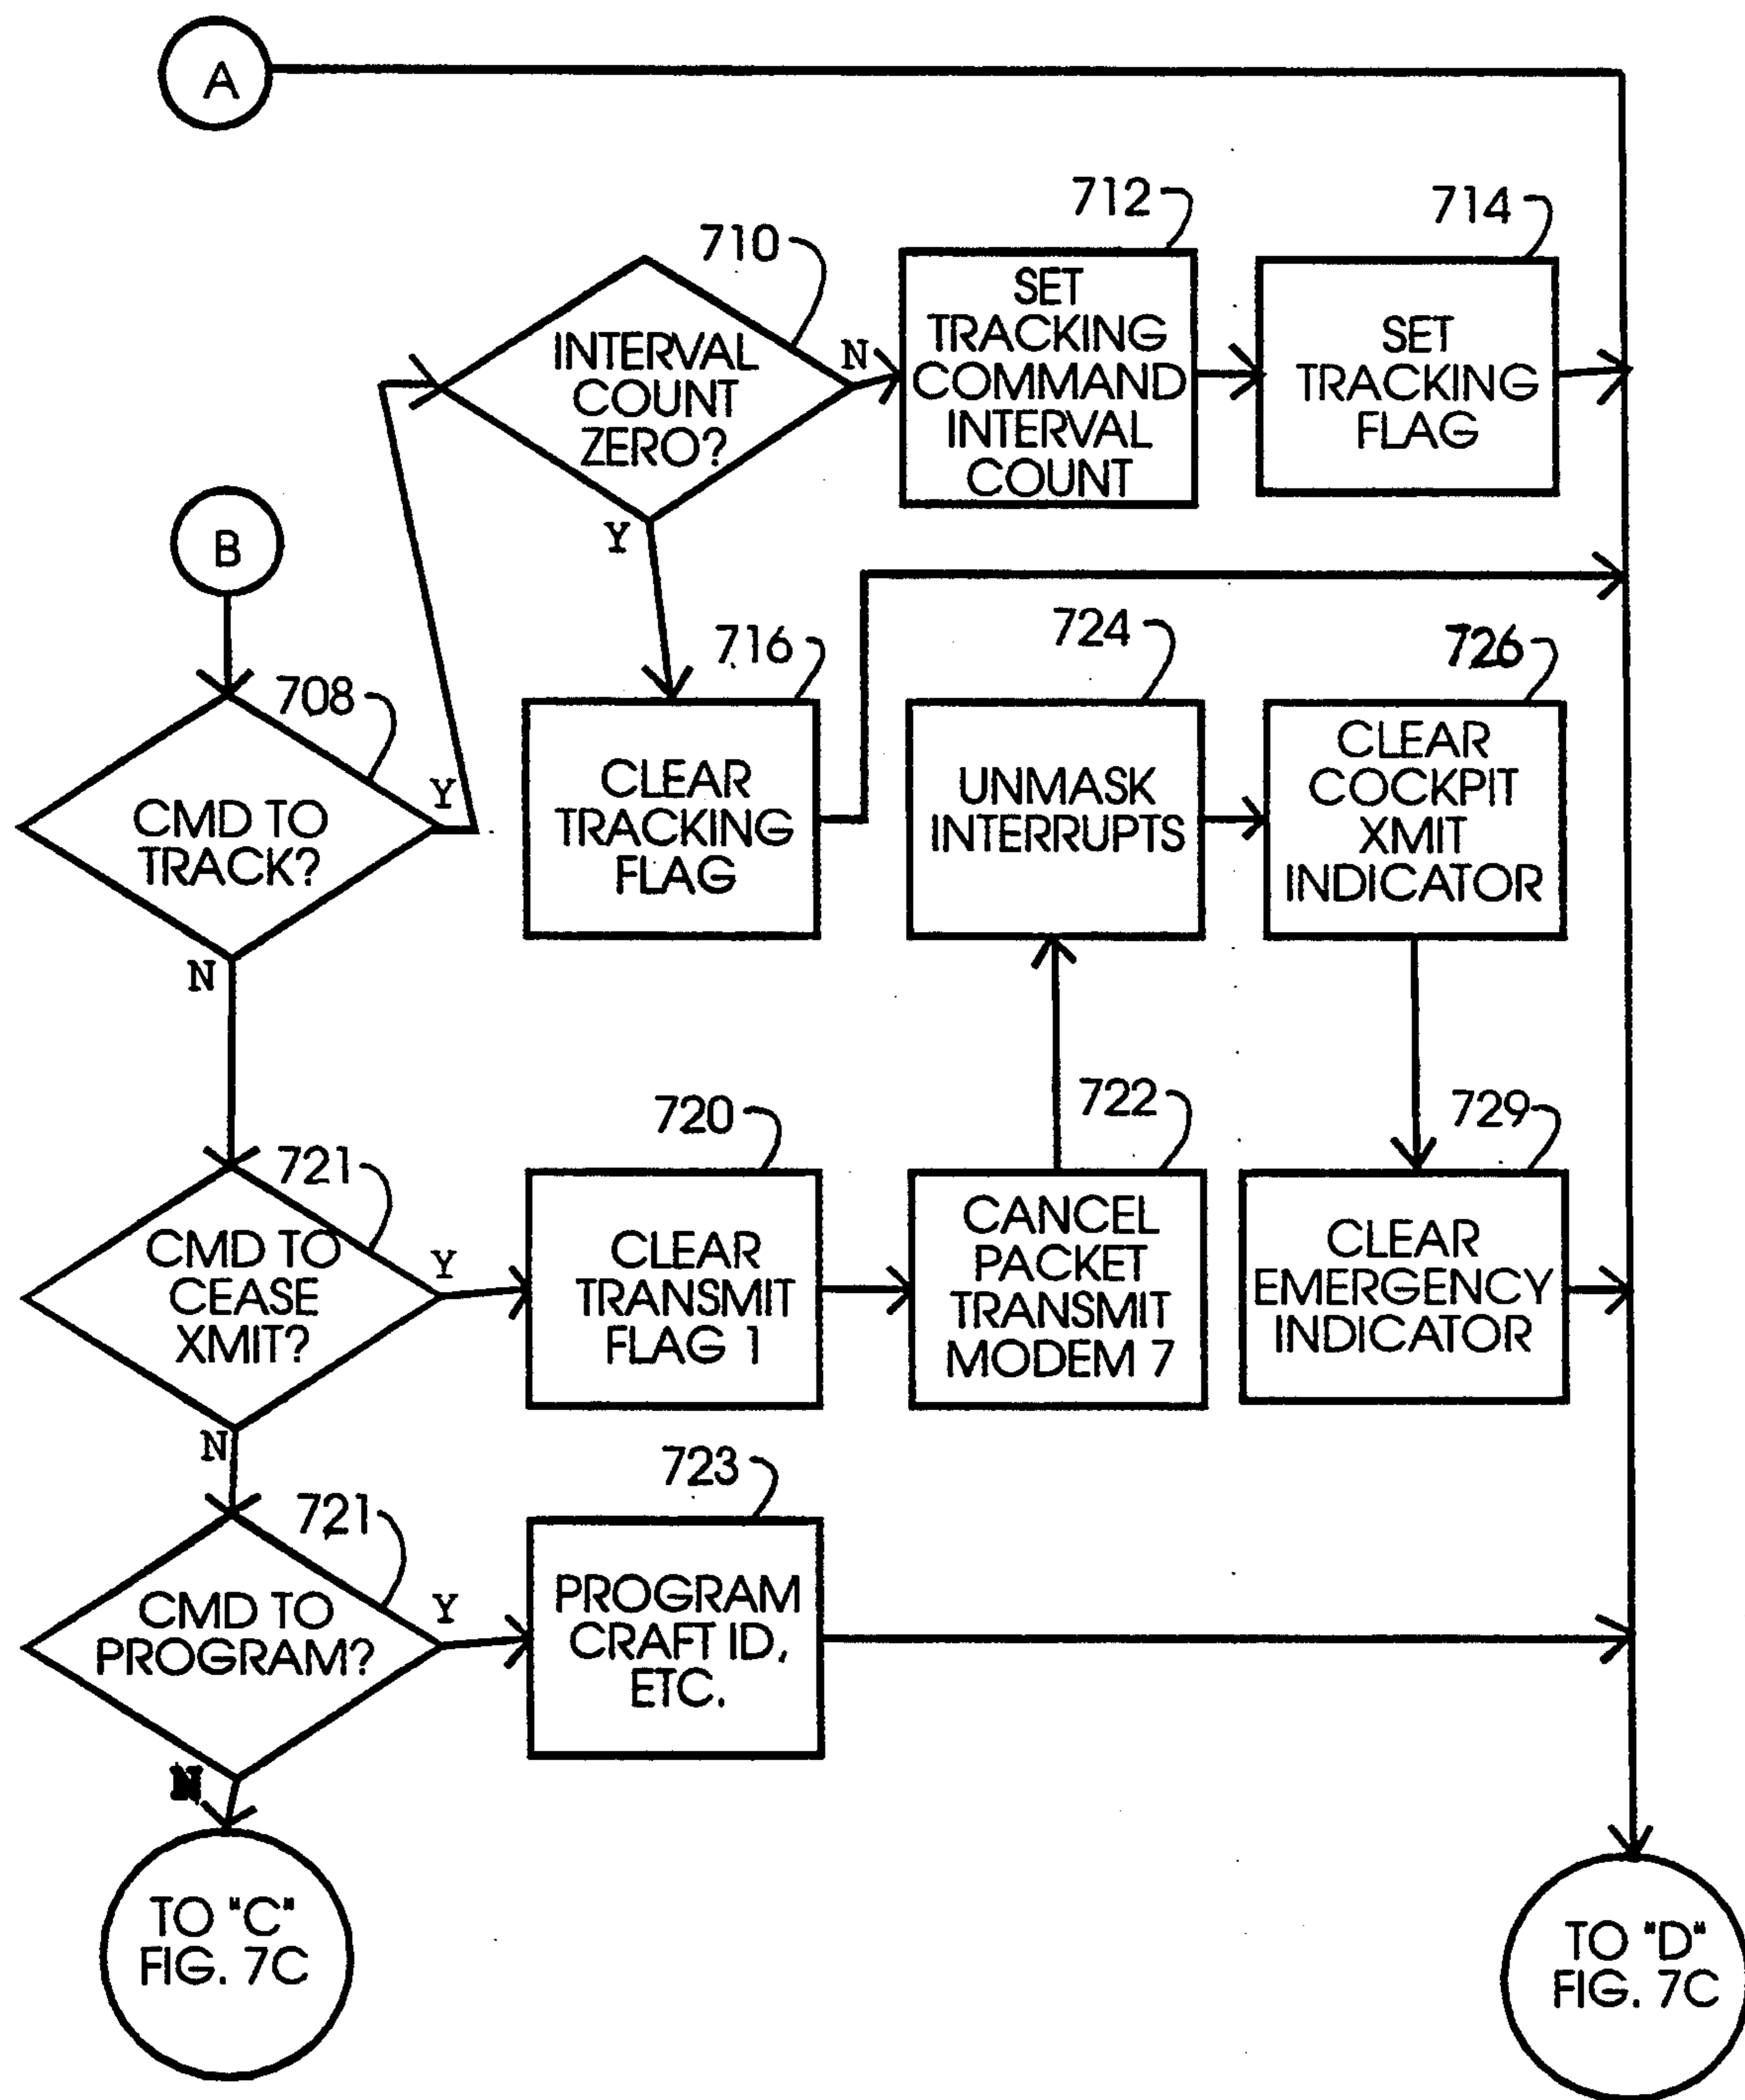 A
710
INTERVAL
COUNT
ZERO?
N
Y
712
SET
TRACKING
COMMAND
INTERVAL
COUNT
714
SET
TRACKING
FLAG
B
708
CMD TO
TRACK?
Y
N
716
CLEAR
TRACKING
FLAG
724
UNMASK
INTERRUPTS
726
CLEAR
COCKPIT
XMIT
INDICATOR
721
CMD TO
CEASE
XMIT?
Y
N
720
CLEAR
TRANSMIT
FLAG 1
722
CANCEL
PACKET
TRANSMIT
MODEM 7
729
CLEAR
EMERGENCY
INDICATOR
721
CMD TO
PROGRAM?
Y
N
723
PROGRAM
CRAFT ID,
ETC.
TO "C"
FIG. 7C
TO "D"
FIG. 7C